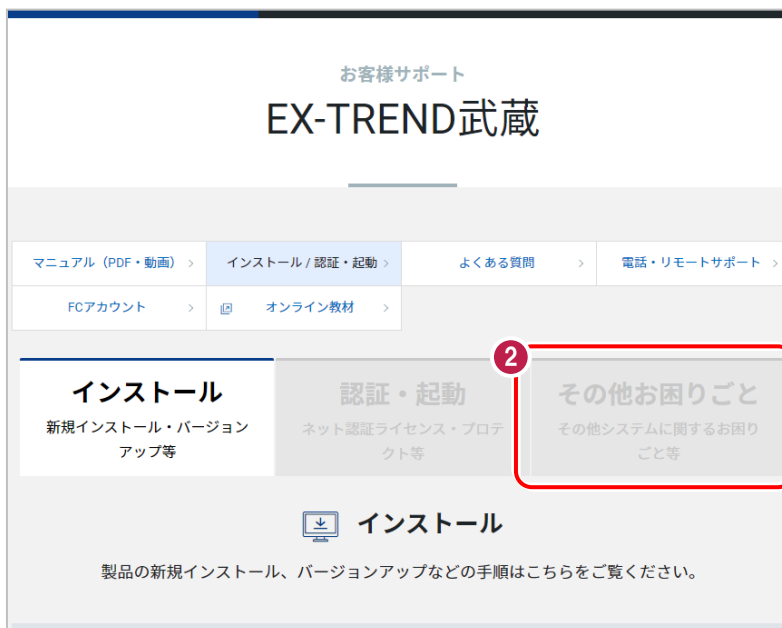 お客様サポート
EX-TREND武蔵
マニュアル（PDF・動画）
インストール / 認証・起動
よくある質問
電話・リモートサポート
FCアカウント
オンライン教材
2
インストール
新規インストール・バージョン
アップ等
認証・起動
ネット認証ライセンス・プロテ
クト等
その他お困りごと
その他システムに関するお困り
ごと等
インストール
製品の新規インストール、バージョンアップなどの手順はこちらをご覧ください。